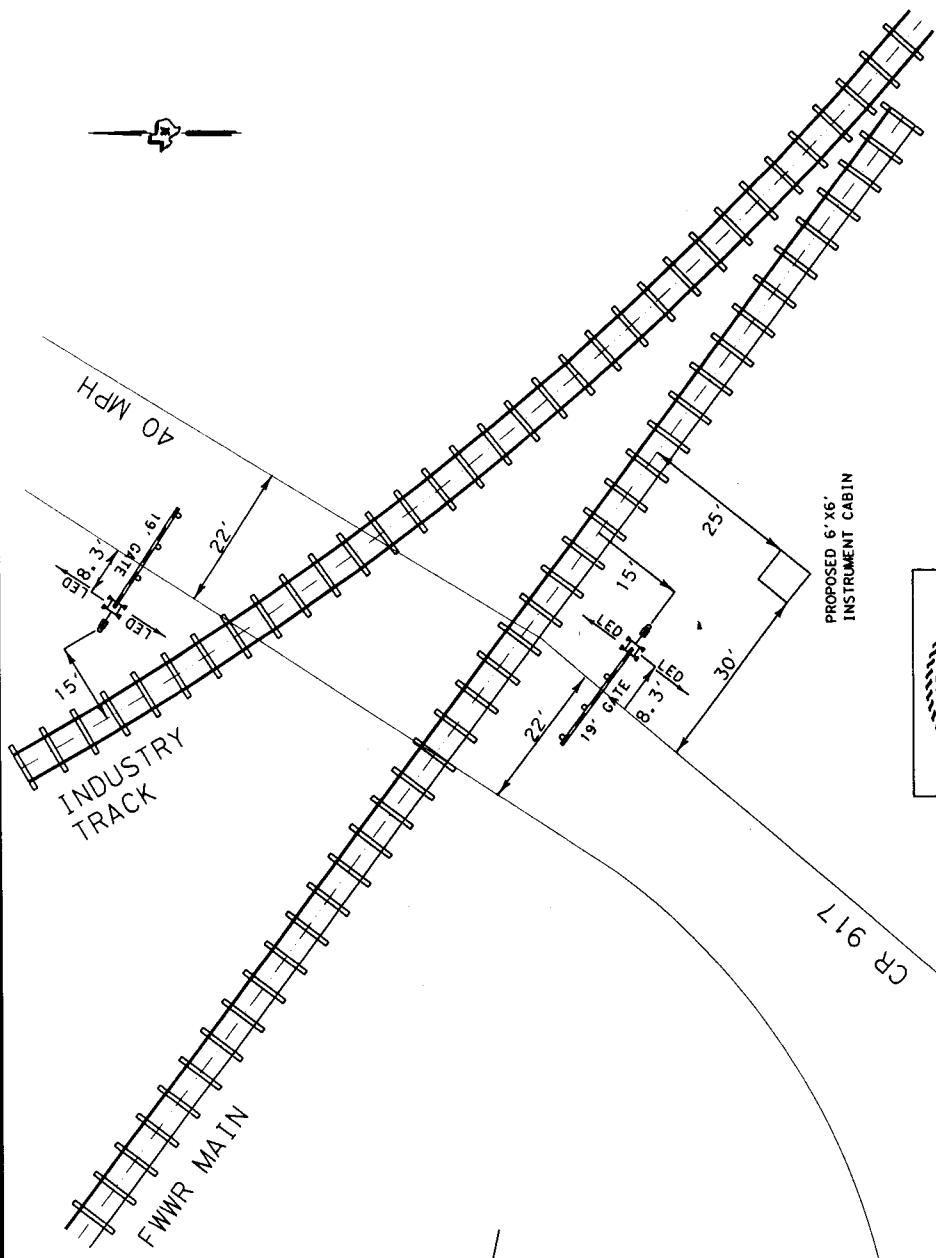 40 MPH
19' GATE
8.3'
LED
LED
22'
15'
INDUSTRY
TRACK
25'
15'
LED
LED
19' GATE
8.3'
22'
30'
PROPOSED 6'X6'
INSTRUMENT CABIN
CR 917
FWWR MAIN